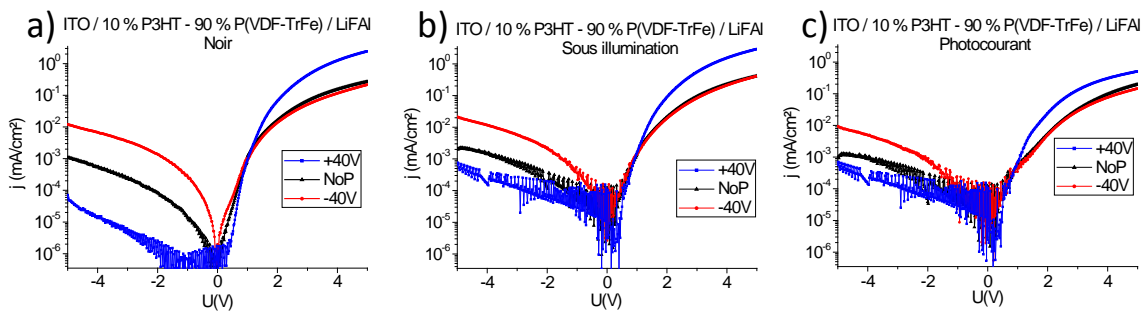 a)
ITO / 10 % P3HT - 90 % P(VDF-TrFe) / LiFAl
Noir
j (mA/cm²)
10⁰
10⁻¹
10⁻²
10⁻³
10⁻⁴
10⁻⁵
10⁻⁶
+40V
NoP
-40V
-4 -2 0 2 4
U(V)
b)
ITO / 10 % P3HT - 90 % P(VDF-TrFe) / LiFAl
Sous illumination
j (mA/cm²)
10⁰
10⁻¹
10⁻²
10⁻³
10⁻⁴
10⁻⁵
10⁻⁶
+40V
NoP
-40V
-4 -2 0 2 4
U(V)
c)
ITO / 10 % P3HT - 90 % P(VDF-TrFe) / LiFAl
Photocourant
j (mA/cm²)
10⁰
10⁻¹
10⁻²
10⁻³
10⁻⁴
10⁻⁵
10⁻⁶
+40V
NoP
-40V
-4 -2 0 2 4
U(V)